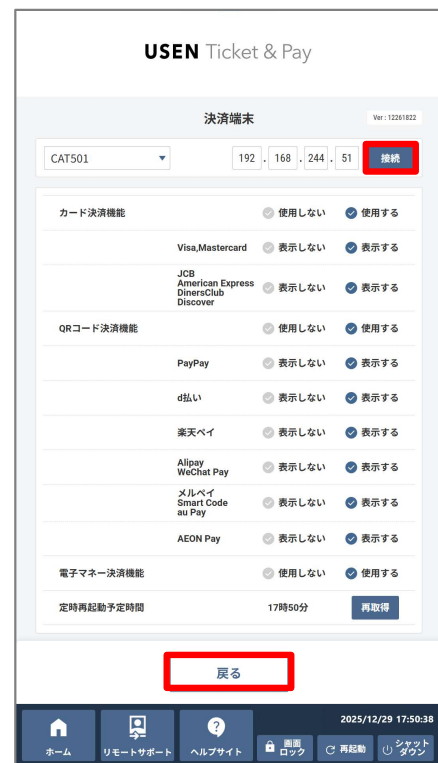 USEN Ticket & Pay
決済端末
Ver : 12261822
CAT501
192 . 168 . 244 . 51
接続
カード決済機能 使用しない 使用する
Visa,Mastercard 表示しない 表示する
JCB
American Express
DinersClub
Discover
表示しない 表示する
QRコード決済機能 使用しない 使用する
PayPay 表示しない 表示する
d払い 表示しない 表示する
楽天ペイ 表示しない 表示する
Alipay
WeChat Pay
表示しない 表示する
メルペイ
Smart Code
au Pay
表示しない 表示する
AEON Pay 表示しない 表示する
電子マネー決済機能 使用しない 使用する
定時再起動予定時間 17時50分 再取得
戻る
2025/12/29 17:50:38
ホーム
リモートサポート
ヘルプサイト
画面
ロック
再起動
シャット
ダウン